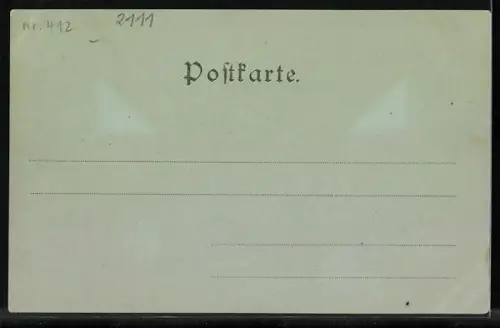 nr. 412 2111
Postkarte.